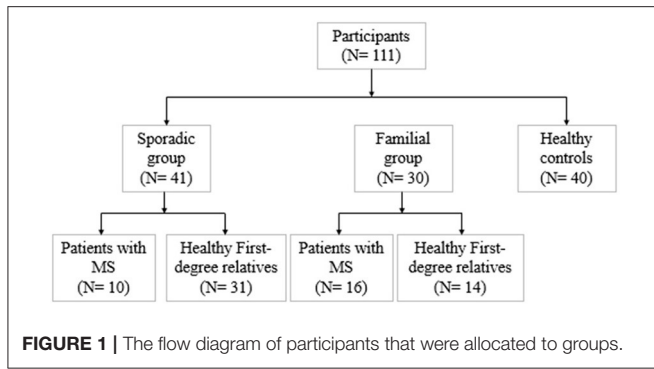 Participants
(N= 111)
Sporadic
group
(N= 41)
Familial
group
(N= 30)
Healthy
controls
(N= 40)
Patients with
MS
(N= 10)
Healthy First-
degree relatives
(N= 31)
Patients with
MS
(N= 16)
Healthy First-
degree relatives
(N= 14)
FIGURE 1 | The flow diagram of participants that were allocated to groups.